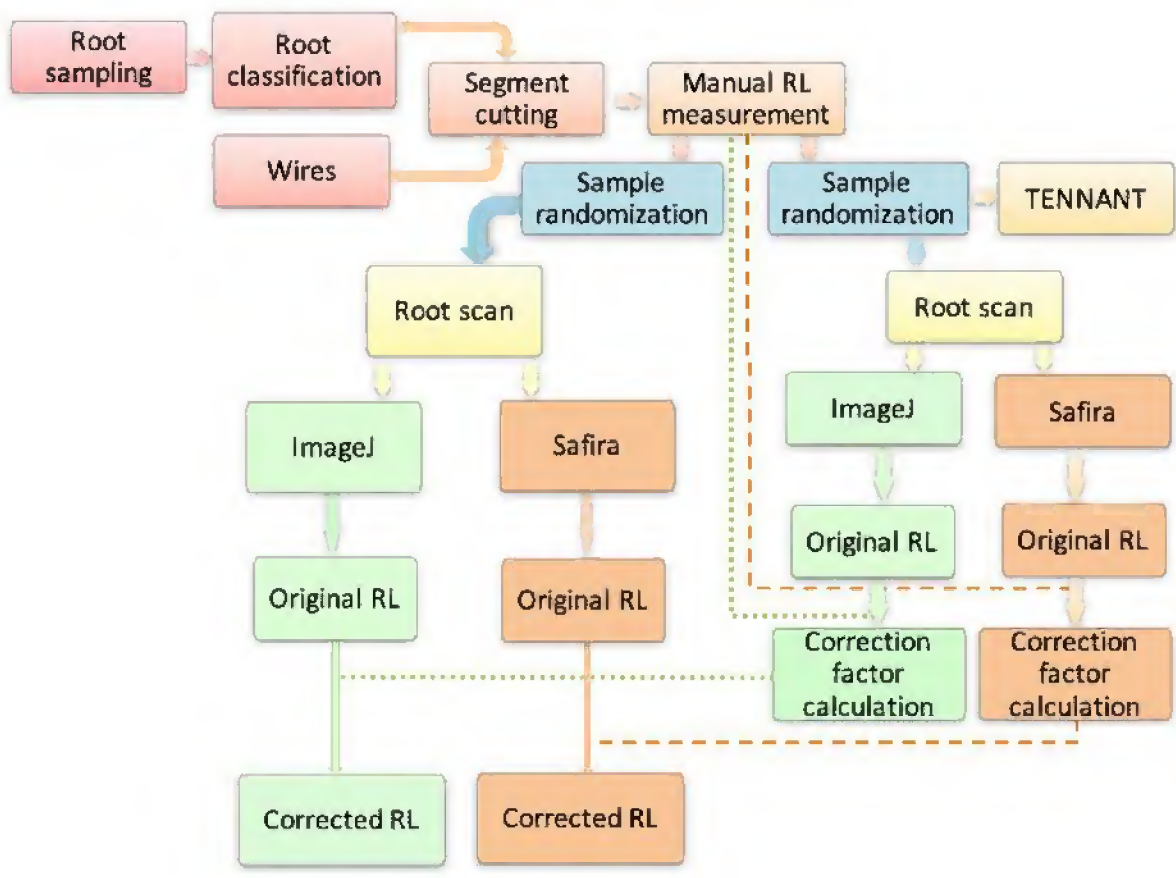 Root
sampling
Root
classification
Segment
cutting
Manual RL
measurement
Wires
Sample
randomization
Sample
randomization
TENNANT
Root scan
Root scan
ImageJ
Safira
ImageJ
Safira
Original RL
Original RL
Original RL
Original RL
Correction
factor
calculation
Correction
factor
calculation
Corrected RL
Corrected RL